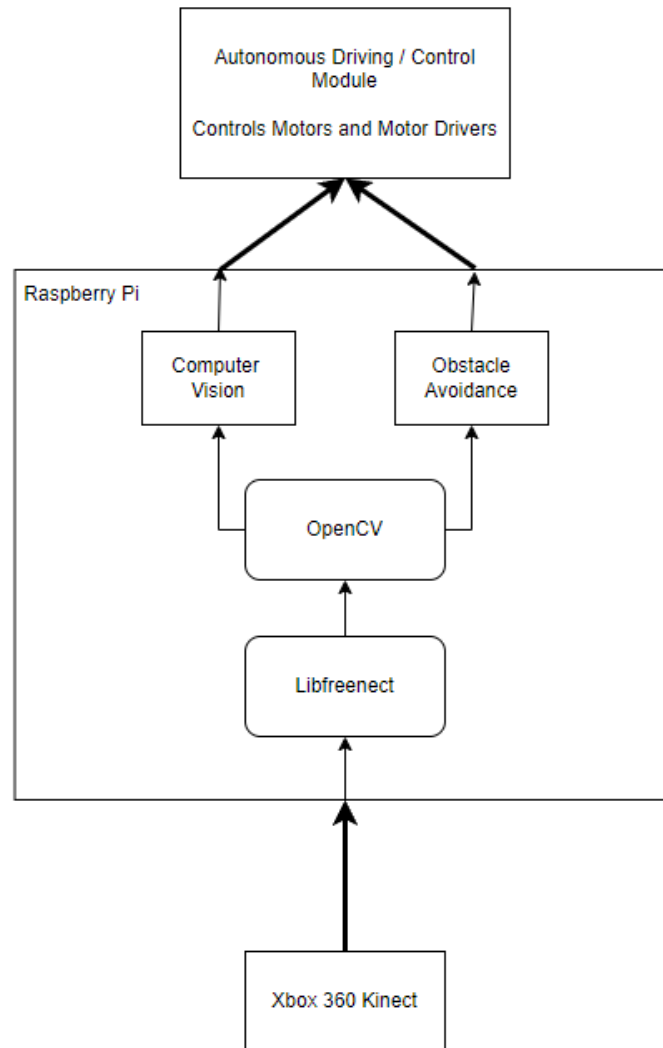 Autonomous Driving / Control
Module
Controls Motors and Motor Drivers
Raspberry Pi
Computer
Vision
Obstacle
Avoidance
OpenCV
Libfreenect
Xbox 360 Kinect